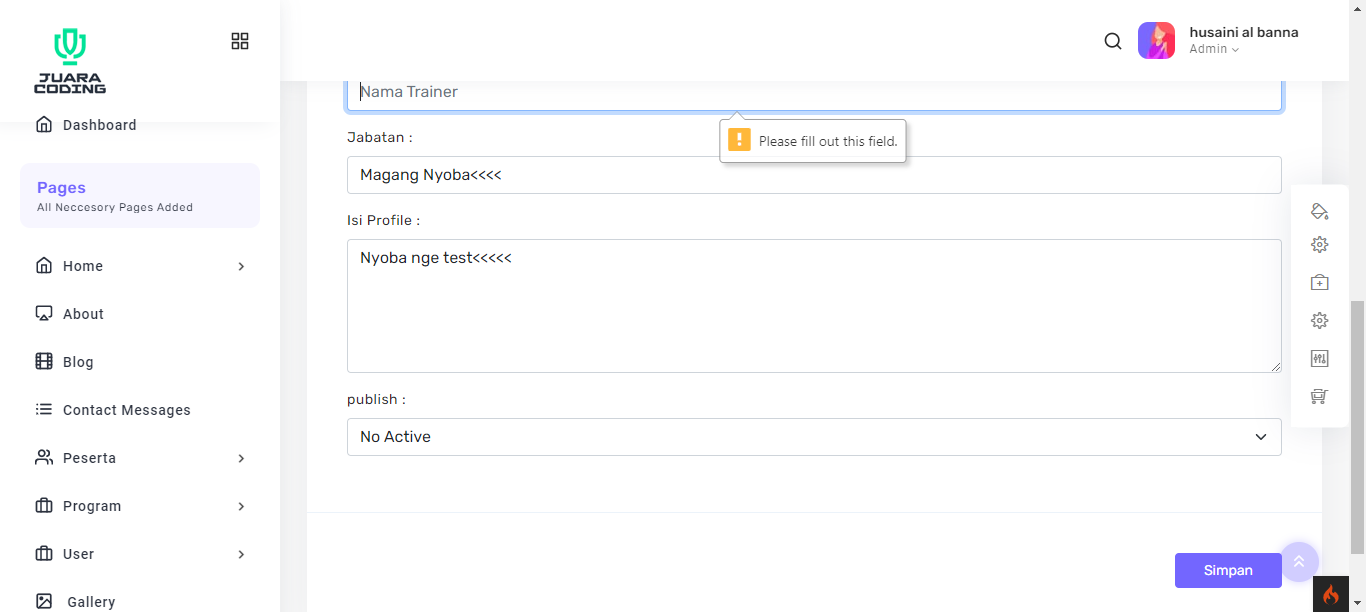 JUARA
CODING
husaini al banna
Admin
Dashboard
Pages
All Neccesory Pages Added
Home
About
Blog
Contact Messages
Peserta
Program
User
Gallery
Nama Trainer
Please fill out this field.
Jabatan :
Magang Nyoba<<<<
Isi Profile :
Nyoba nge test<<<<<
publish :
No Active
Simpan